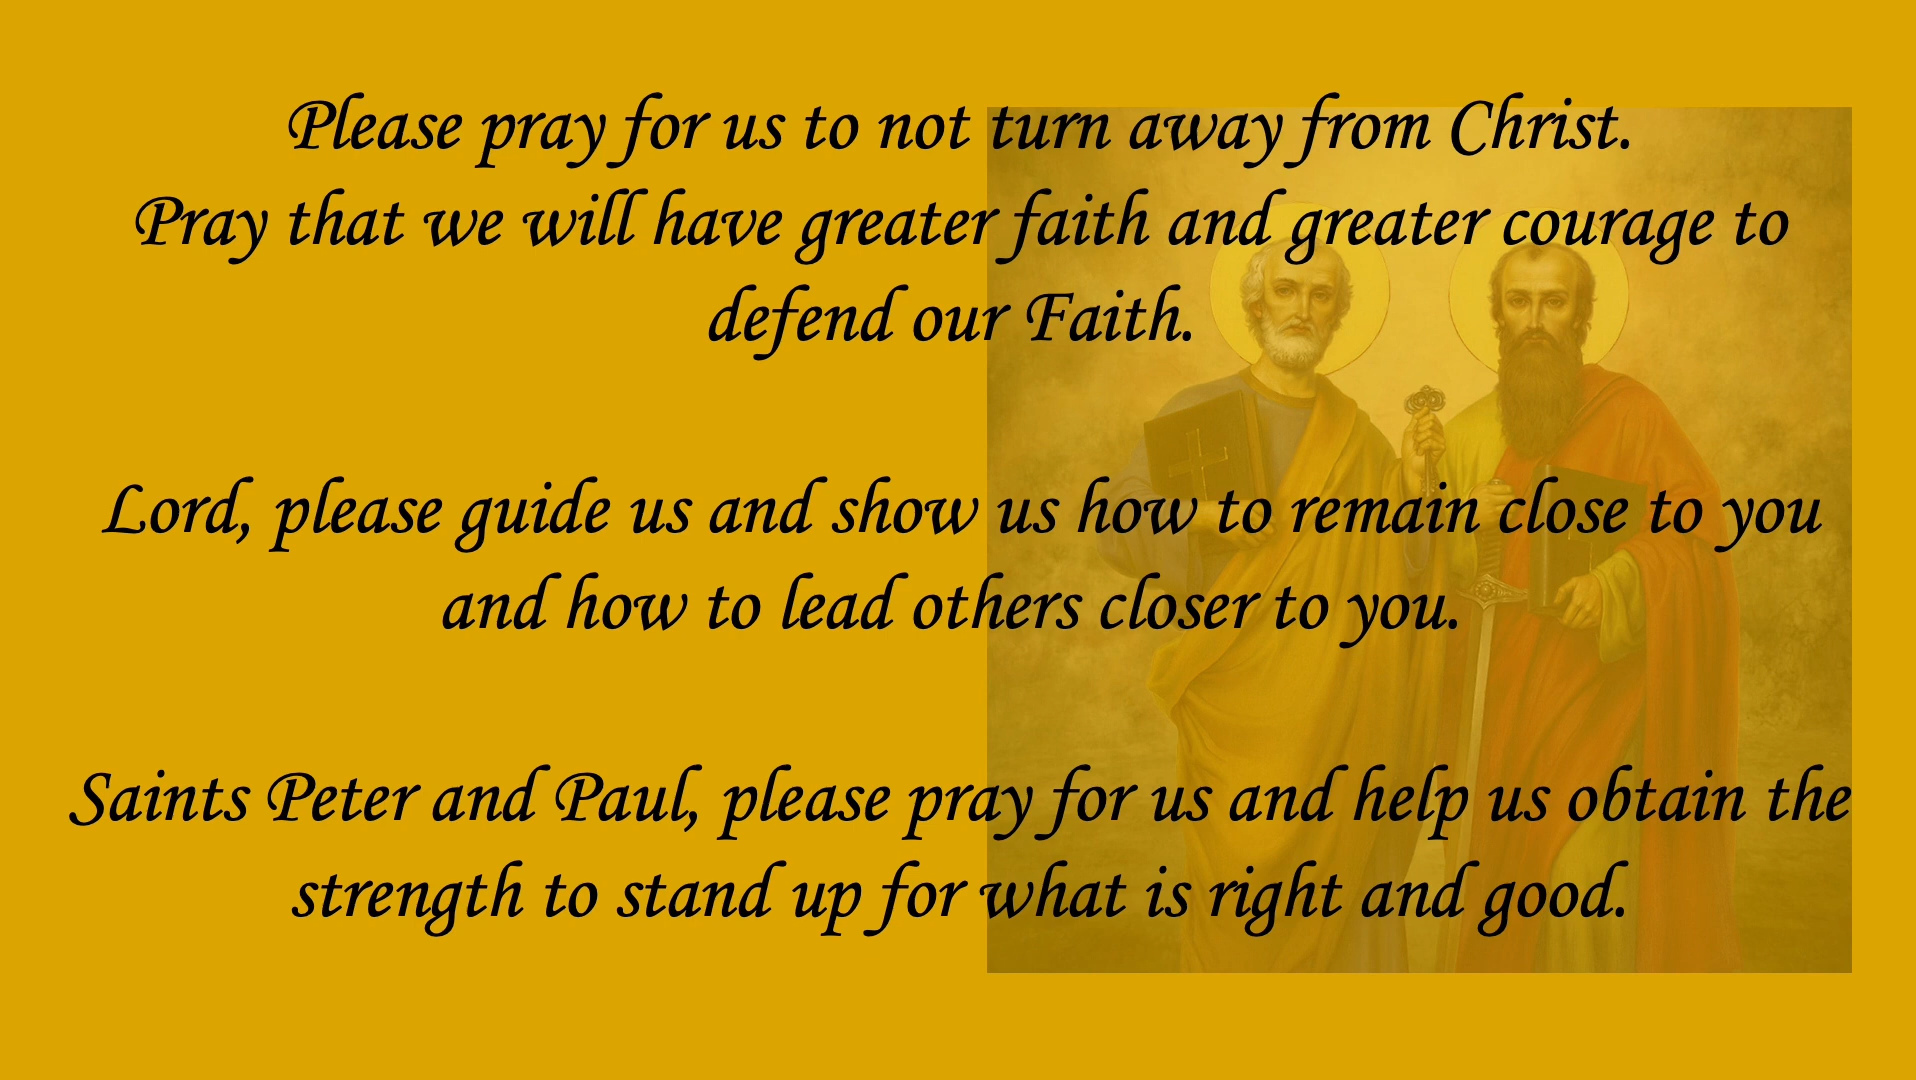 Please pray for us to not turn away from Christ.
Pray that we will have greater faith and greater courage to
defend our Faith.
Lord, please guide us and show us how to remain close to you
and how to lead others closer to you.
Saints Peter and Paul, please pray for us and help us obtain the
strength to stand up for what is right and good.